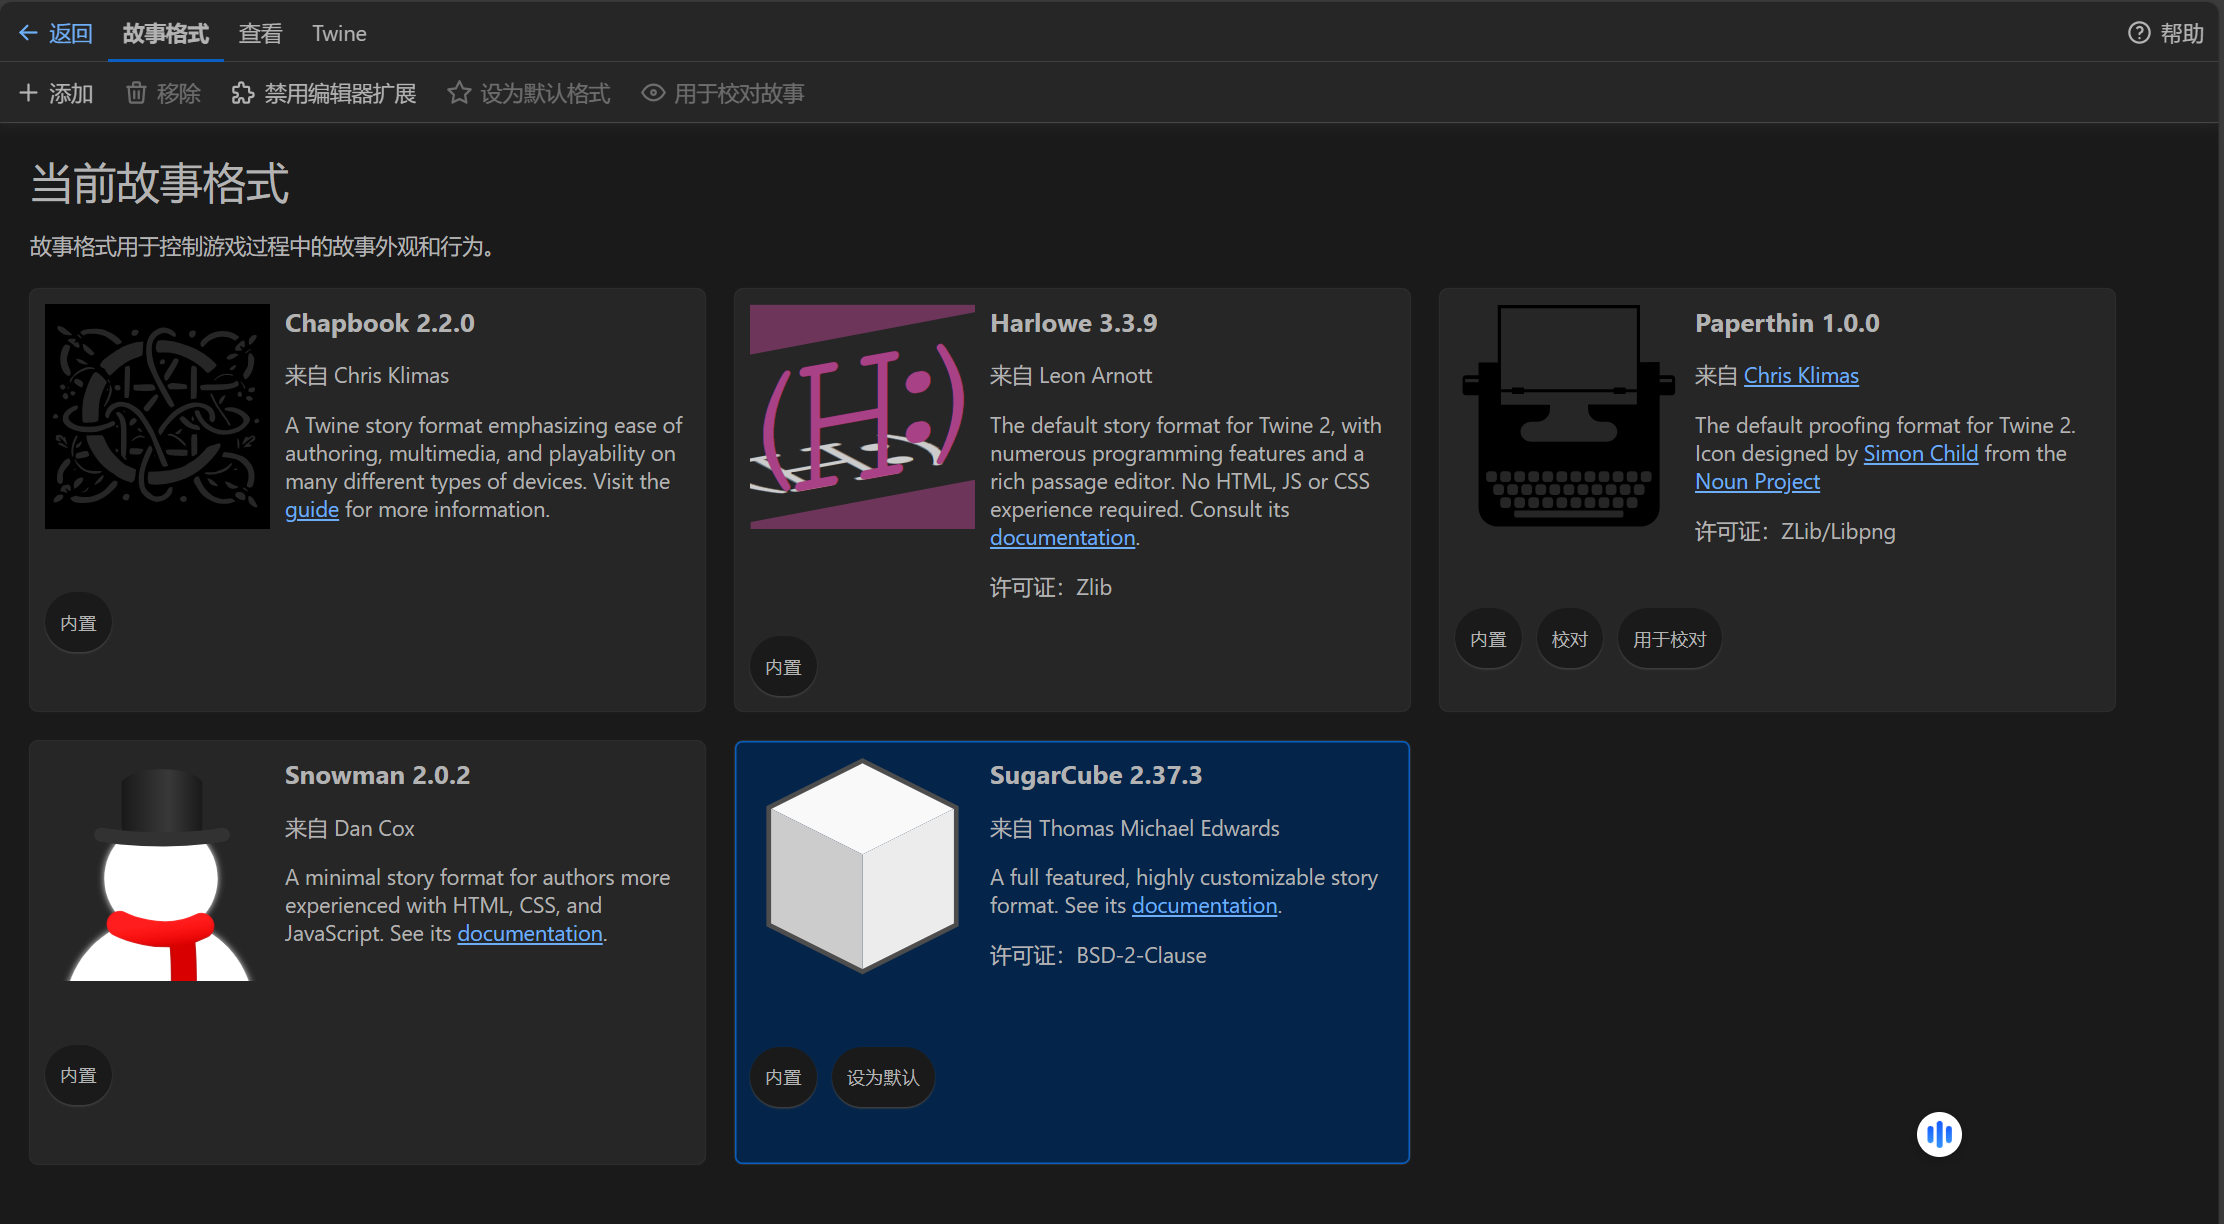 返回 故事格式 查看 Twine 帮助
添加 移除 禁用编辑器扩展 设为默认格式 用于校对故事
当前故事格式
故事格式用于控制游戏过程中的故事外观和行为。
Chapbook 2.2.0
来自 Chris Klimas
A Twine story format emphasizing ease of
authoring, multimedia, and playability on
many different types of devices. Visit the
guide for more information.
内置
(H:)
Harlowe 3.3.9
来自 Leon Arnott
The default story format for Twine 2, with
numerous programming features and a
rich passage editor. No HTML, JS or CSS
experience required. Consult its
documentation.
许可证：Zlib
内置
Paperthin 1.0.0
来自 Chris Klimas
The default proofing format for Twine 2.
Icon designed by Simon Child from the
Noun Project
许可证：ZLib/Libpng
内置 校对 用于校对
Snowman 2.0.2
来自 Dan Cox
A minimal story format for authors more
experienced with HTML, CSS, and
JavaScript. See its documentation.
内置
SugarCube 2.37.3
来自 Thomas Michael Edwards
A full featured, highly customizable story
format. See its documentation.
许可证：BSD-2-Clause
内置 设为默认